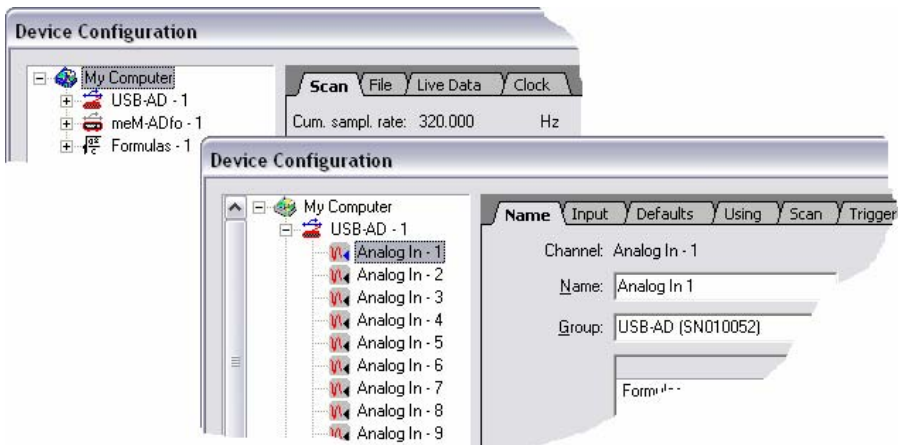 Device Configuration
My Computer
USB-AD - 1
meM-ADfo - 1
Formulas - 1
Scan File Live Data Clock
Cum. sampl. rate: 320.000 Hz
Device Configuration
My Computer
USB-AD - 1
Analog In - 1
Analog In - 2
Analog In - 3
Analog In - 4
Analog In - 5
Analog In - 6
Analog In - 7
Analog In - 8
Analog In - 9
Name Input Defaults Using Scan Trigger
Channel: Analog In - 1
Name: Analog In 1
Group: USB-AD (SN010052)